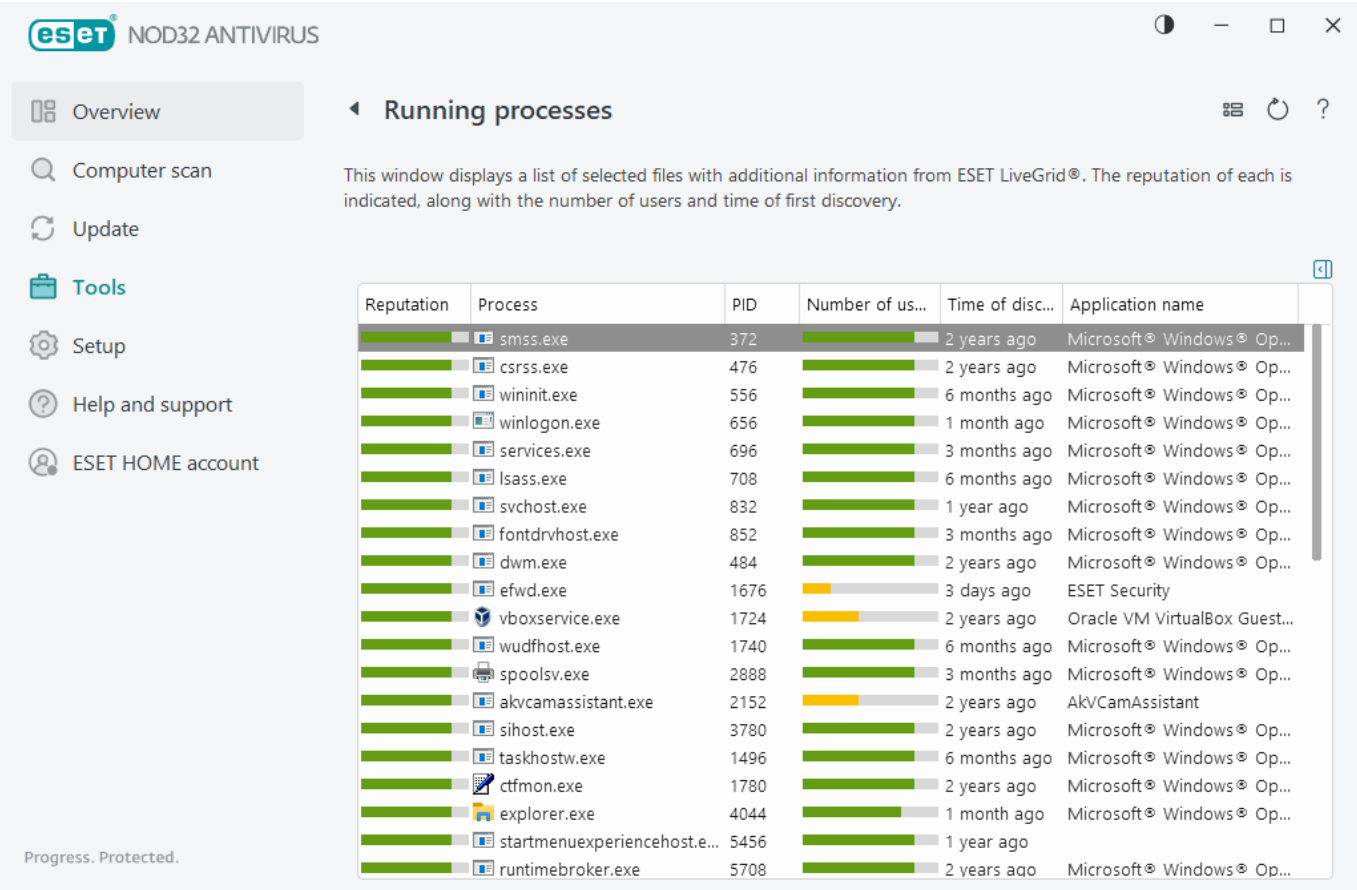 eset® NOD32 ANTIVIRUS
Overview
Computer scan
Update
Tools
Setup
Help and support
ESET HOME account
Progress. Protected.
Running processes
?
This window displays a list of selected files with additional information from ESET LiveGrid®. The reputation of each is
indicated, along with the number of users and time of first discovery.
Reputation Process PID Number of us... Time of disc... Application name
smss.exe 372 2 years ago Microsoft® Windows® Op...
csrss.exe 476 2 years ago Microsoft® Windows® Op...
wininit.exe 556 6 months ago Microsoft® Windows® Op...
winlogon.exe 656 1 month ago Microsoft® Windows® Op...
services.exe 696 3 months ago Microsoft® Windows® Op...
lsass.exe 708 6 months ago Microsoft® Windows® Op...
svchost.exe 832 1 year ago Microsoft® Windows® Op...
fontdrvhost.exe 852 3 months ago Microsoft® Windows® Op...
dwm.exe 484 2 years ago Microsoft® Windows® Op...
efwd.exe 1676 3 days ago ESET Security
vboxservice.exe 1724 2 years ago Oracle VM VirtualBox Guest...
wudfhost.exe 1740 6 months ago Microsoft® Windows® Op...
spoolsv.exe 2888 3 months ago Microsoft® Windows® Op...
akvcamassistant.exe 2152 2 years ago AkVCamAssistant
sihost.exe 3780 2 years ago Microsoft® Windows® Op...
taskhostw.exe 1496 6 months ago Microsoft® Windows® Op...
ctfmon.exe 1780 2 years ago Microsoft® Windows® Op...
explorer.exe 4044 1 month ago Microsoft® Windows® Op...
startmenuexperiencehost.e... 5456 1 year ago
runtimebroker.exe 5708 2 years ago Microsoft® Windows® Op...